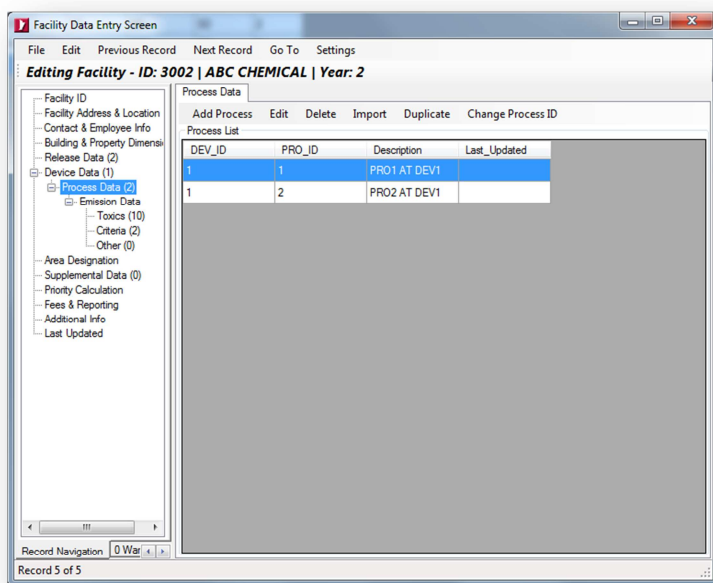 Facility Data Entry Screen
File Edit Previous Record Next Record Go To Settings
Editing Facility - ID: 3002 | ABC CHEMICAL | Year: 2
Facility ID
Facility Address & Location
Contact & Employee Info
Building & Property Dimensi
Release Data (2)
Device Data (1)
Process Data (2)
Emission Data
Toxics (10)
Criteria (2)
Other (0)
Area Designation
Supplemental Data (0)
Priority Calculation
Fees & Reporting
Additional Info
Last Updated
Process Data
Add Process Edit Delete Import Duplicate Change Process ID
Process List
DEV_ID PRO_ID Description Last_Updated
1 1 PRO1 AT DEV1
1 2 PRO2 AT DEV1
Record Navigation 0 War
Record 5 of 5